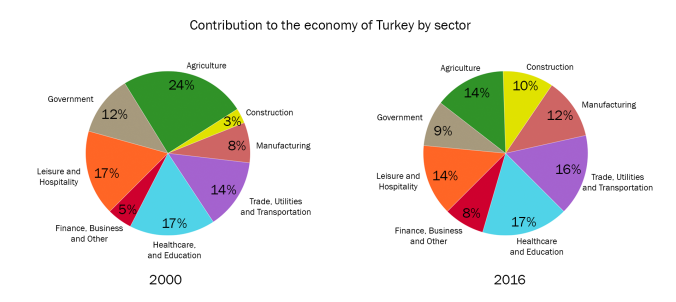 Contribution to the economy of Turkey by sector
Agriculture
24%
Construction
3%
Manufacturing
8%
Trade, Utilities
and Transportation
14%
Healthcare,
and Education
17%
Finance, Business
and Other
5%
Leisure and
Hospitality
17%
Government
12%
2000
Agriculture
14%
Construction
10%
Manufacturing
12%
Trade, Utilities
and Transportation
16%
Healthcare
and Education
17%
Finance, Business
and Other
8%
Leisure and
Hospitality
14%
Government
9%
2016